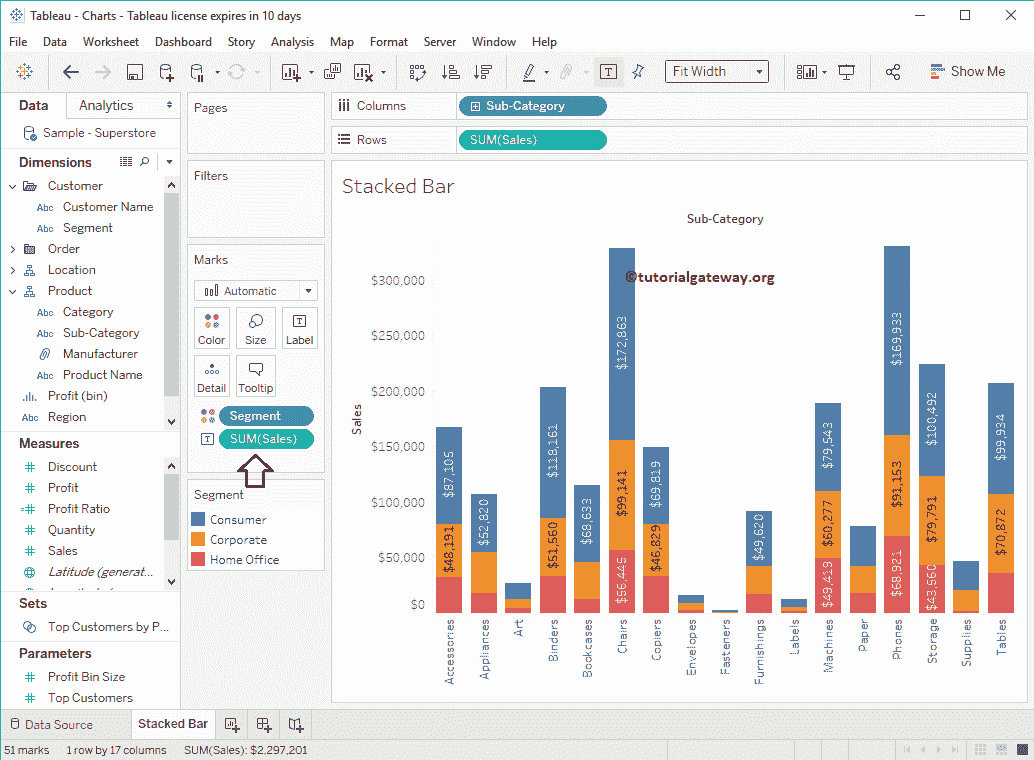 Tableau - Charts - Tableau license expires in 10 days
File Data Worksheet Dashboard Story Analysis Map Format Server Window Help
Fit Width
Show Me
Data Analytics
Sample - Superstore
Dimensions
Customer
Abc Customer Name
Abc Segment
Order
Location
Product
Abc Category
Abc Sub-Category
Manufacturer
Abc Product Name
Profit (bin)
Abc Region
Measures
Discount
Profit
Profit Ratio
Quantity
Sales
Latitude (generat...
Sets
Top Customers by P...
Parameters
Profit Bin Size
Top Customers
Pages
Filters
Marks
Automatic
Color Size Label
Detail Tooltip
Segment
SUM(Sales)
Segment
Consumer
Corporate
Home Office
Columns Sub-Category
Rows SUM(Sales)
Stacked Bar
Sub-Category
©tutorialgateway.org
Sales
$300,000
$250,000
$200,000
$150,000
$100,000
$50,000
$0
$87,105
$48,191
$52,820
$118,161
$51,560
$68,633
$172,863
$99,141
$56,445
$69,819
$46,829
$49,620
$79,543
$60,277
$49,419
$169,933
$91,153
$68,921
$100,492
$79,791
$43,560
$99,934
$70,872
Accessories
Appliances
Art
Binders
Bookcases
Chairs
Copiers
Envelopes
Fasteners
Furnishings
Labels
Machines
Paper
Phones
Storage
Supplies
Tables
Data Source Stacked Bar
51 marks 1 row by 17 columns SUM(Sales): $2,297,201